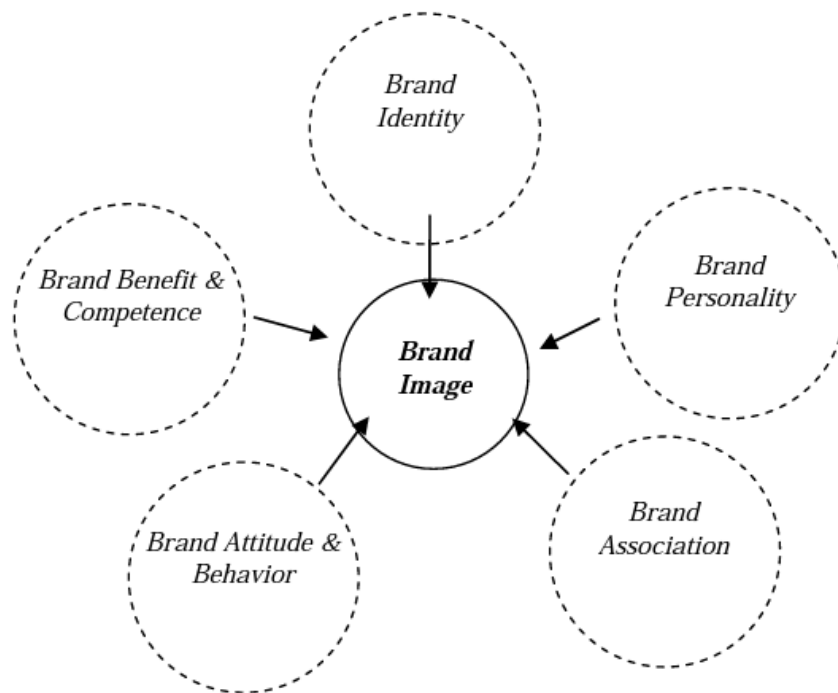 Brand
Identity
Brand Benefit &
Competence
Brand
Personality
Brand
Image
Brand Attitude &
Behavior
Brand
Association